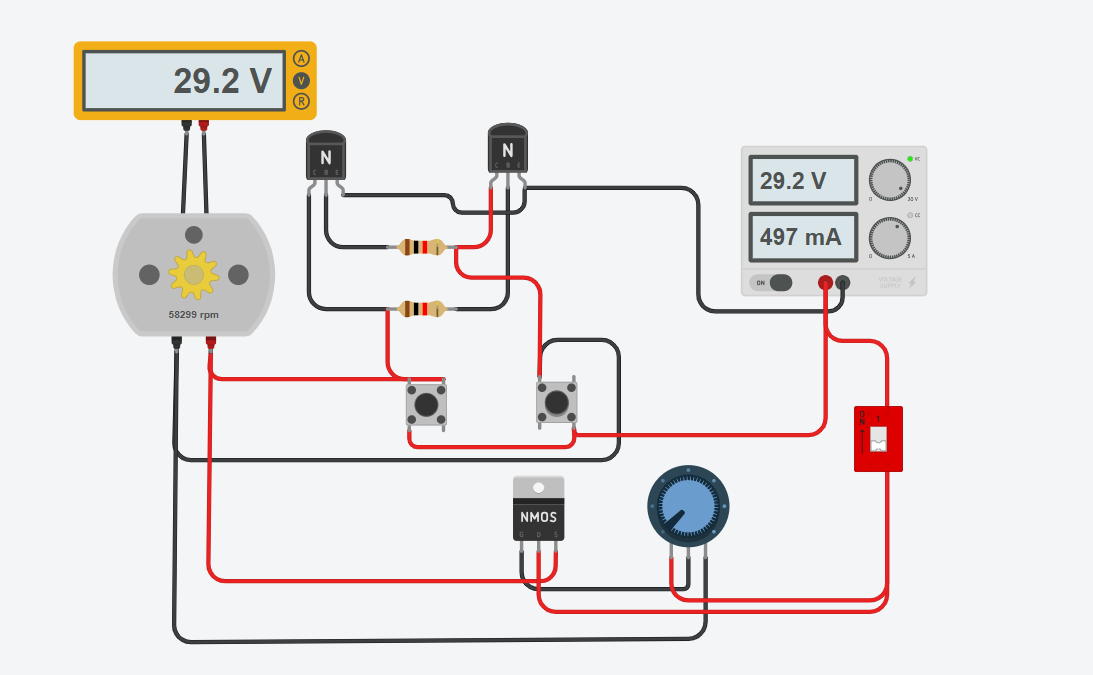 29.2 V
A
V
R
N
C B E
N
C B E
29.2 V
CV
0
30 V
497 mA
CC
0
5 A
ON
VOLTAGE
SUPPLY
58299 rpm
ON
1
NMOS
G D S